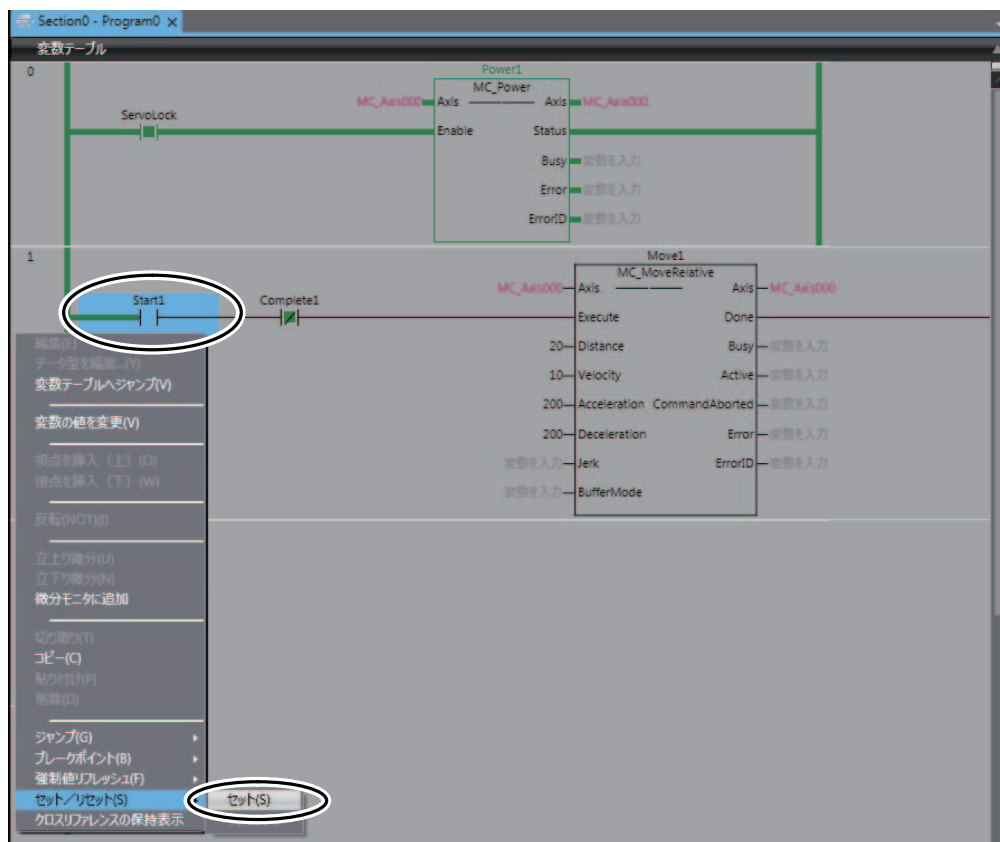 Section0 - Program0 ×
変数テーブル
0
Power1
MC_Power
MC_Axis000 Axis Axis MC_Axis000
ServoLock
Enable Status
Busy 変数を入力
Error 変数を入力
ErrorID 変数を入力
1
Move1
MC_MoveRelative
MC_Axis000 Axis Axis MC_Axis000
Start1 Complete1
Execute Done
20 Distance Busy 変数を入力
10 Velocity Active 変数を入力
200 Acceleration CommandAborted 変数を入力
200 Deceleration Error 変数を入力
変数を入力 Jerk ErrorID 変数を入力
変数を入力 BufferMode
編集(E)
データ型を編集...(Y)
変数テーブルへジャンプ(V)
変数の値を変更(V)
接点を挿入（上）(O)
接点を挿入（下）(W)
反転(NOT)(I)
立上り微分(U)
立下り微分(N)
微分モニタに追加
切り取り(T)
コピー(C)
貼り付け(P)
削除(D)
ジャンプ(G)
ブレークポイント(B)
強制値リフレッシュ(F)
セット／リセット(S) セット(S)
クロスリファレンスの保持表示